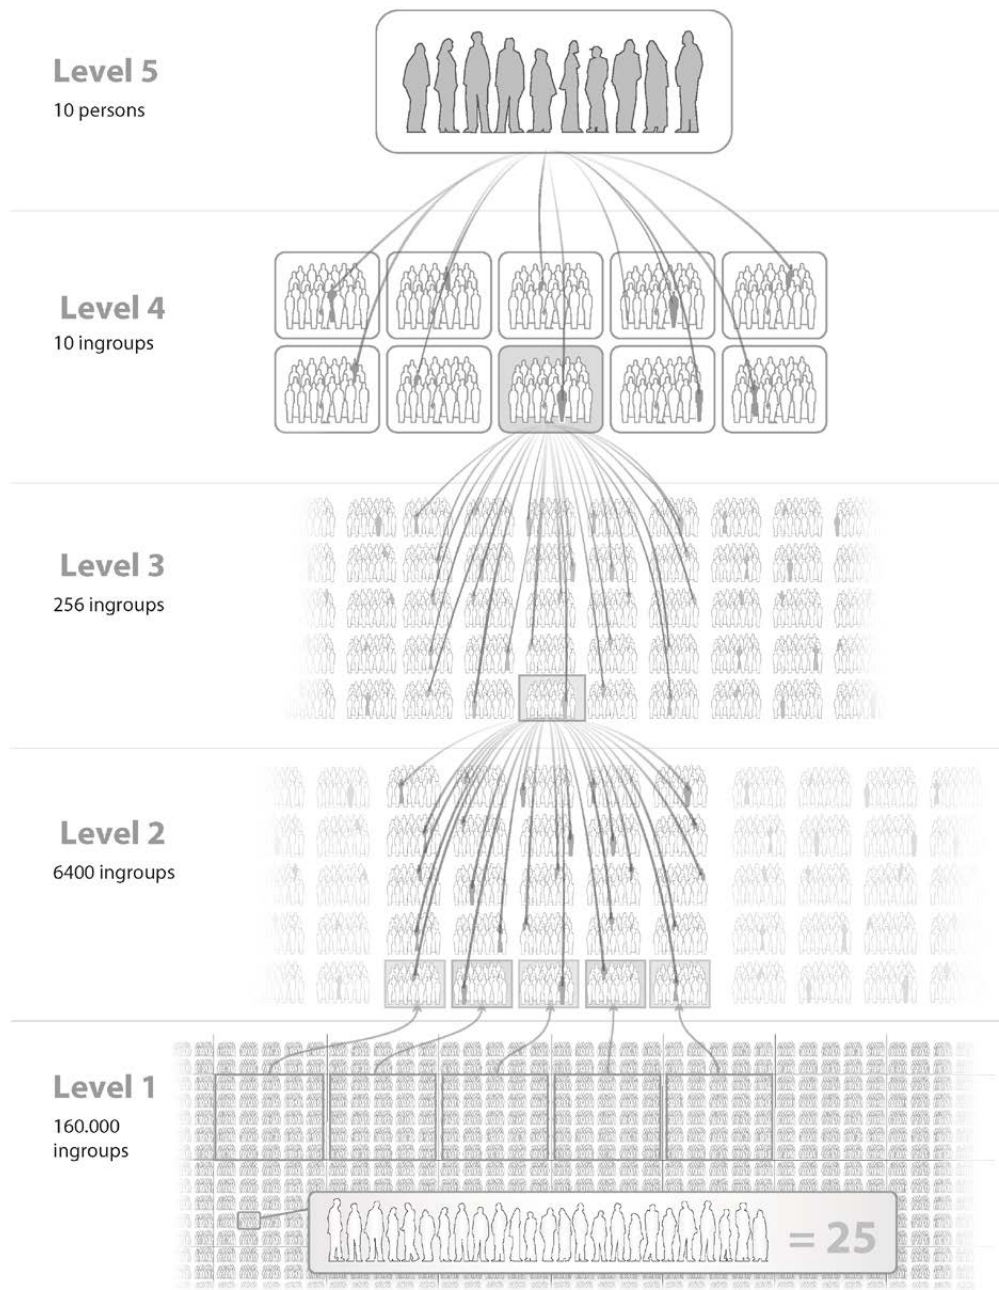 Level 5
10 persons
Level 4
10 ingroups
Level 3
256 ingroups
Level 2
6400 ingroups
Level 1
160.000
ingroups
= 25